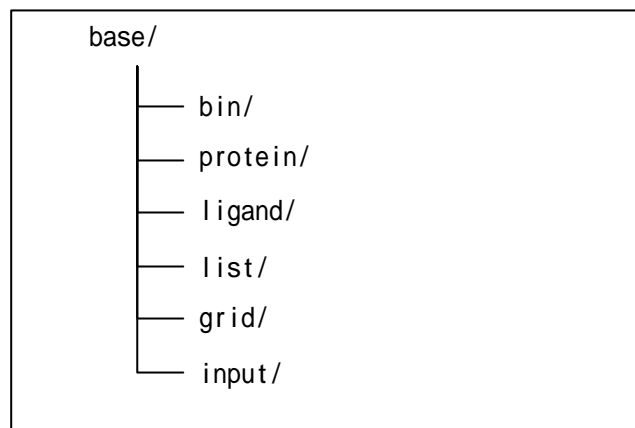 base/
bin/
protein/
ligand/
list/
grid/
input/